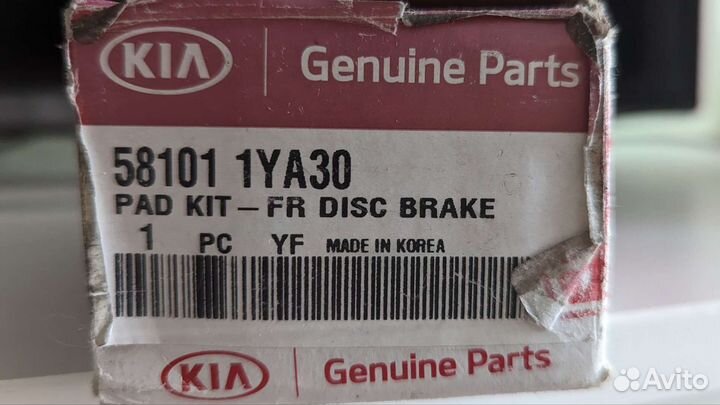 KIA Genuine Parts
58101 1YA30
PAD KIT – FR DISC BRAKE
1 PC YF MADE IN KOREA
KIA Genuine Parts
Avito